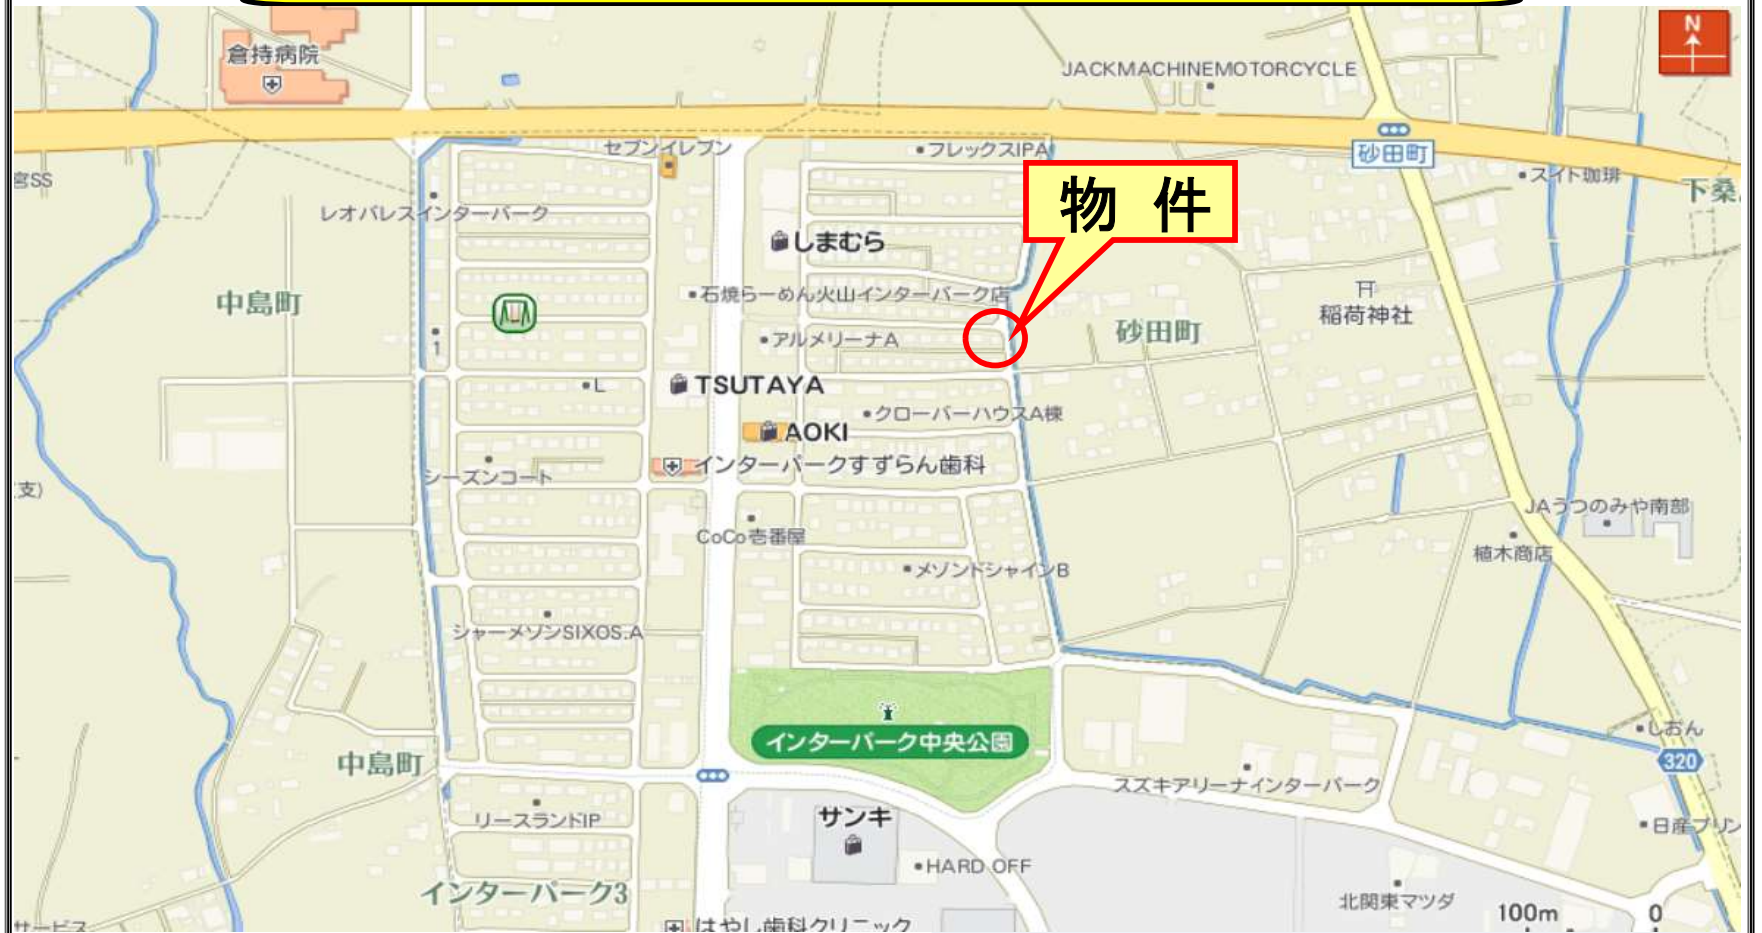 倉持病院
N
JACKMACHINEMOTORCYCLE
セブンイレブン
フレックスIPA
砂田町
宮SS
スイト珈琲
下桑
レオパレスインターパーク
物 件
しまむら
中島町
石焼らーめん火山インターパーク店
稲荷神社
アルメリーナA
砂田町
1
L
TSUTAYA
クローバーハウスA棟
AOKI
インターパークすずらん歯科
シーズンコート
支)
JAうつのみや南部
CoCo壱番屋
植木商店
メゾンドシャインB
シャーメゾンSIXOS.A
しおん
インターパーク中央公園
中島町
320
スズキアリーナインターパーク
リースランドIP
サンキ
日産プリン
HARD OFF
インターパーク3
北関東マツダ
100m
0
サービス
はやし歯科クリニック